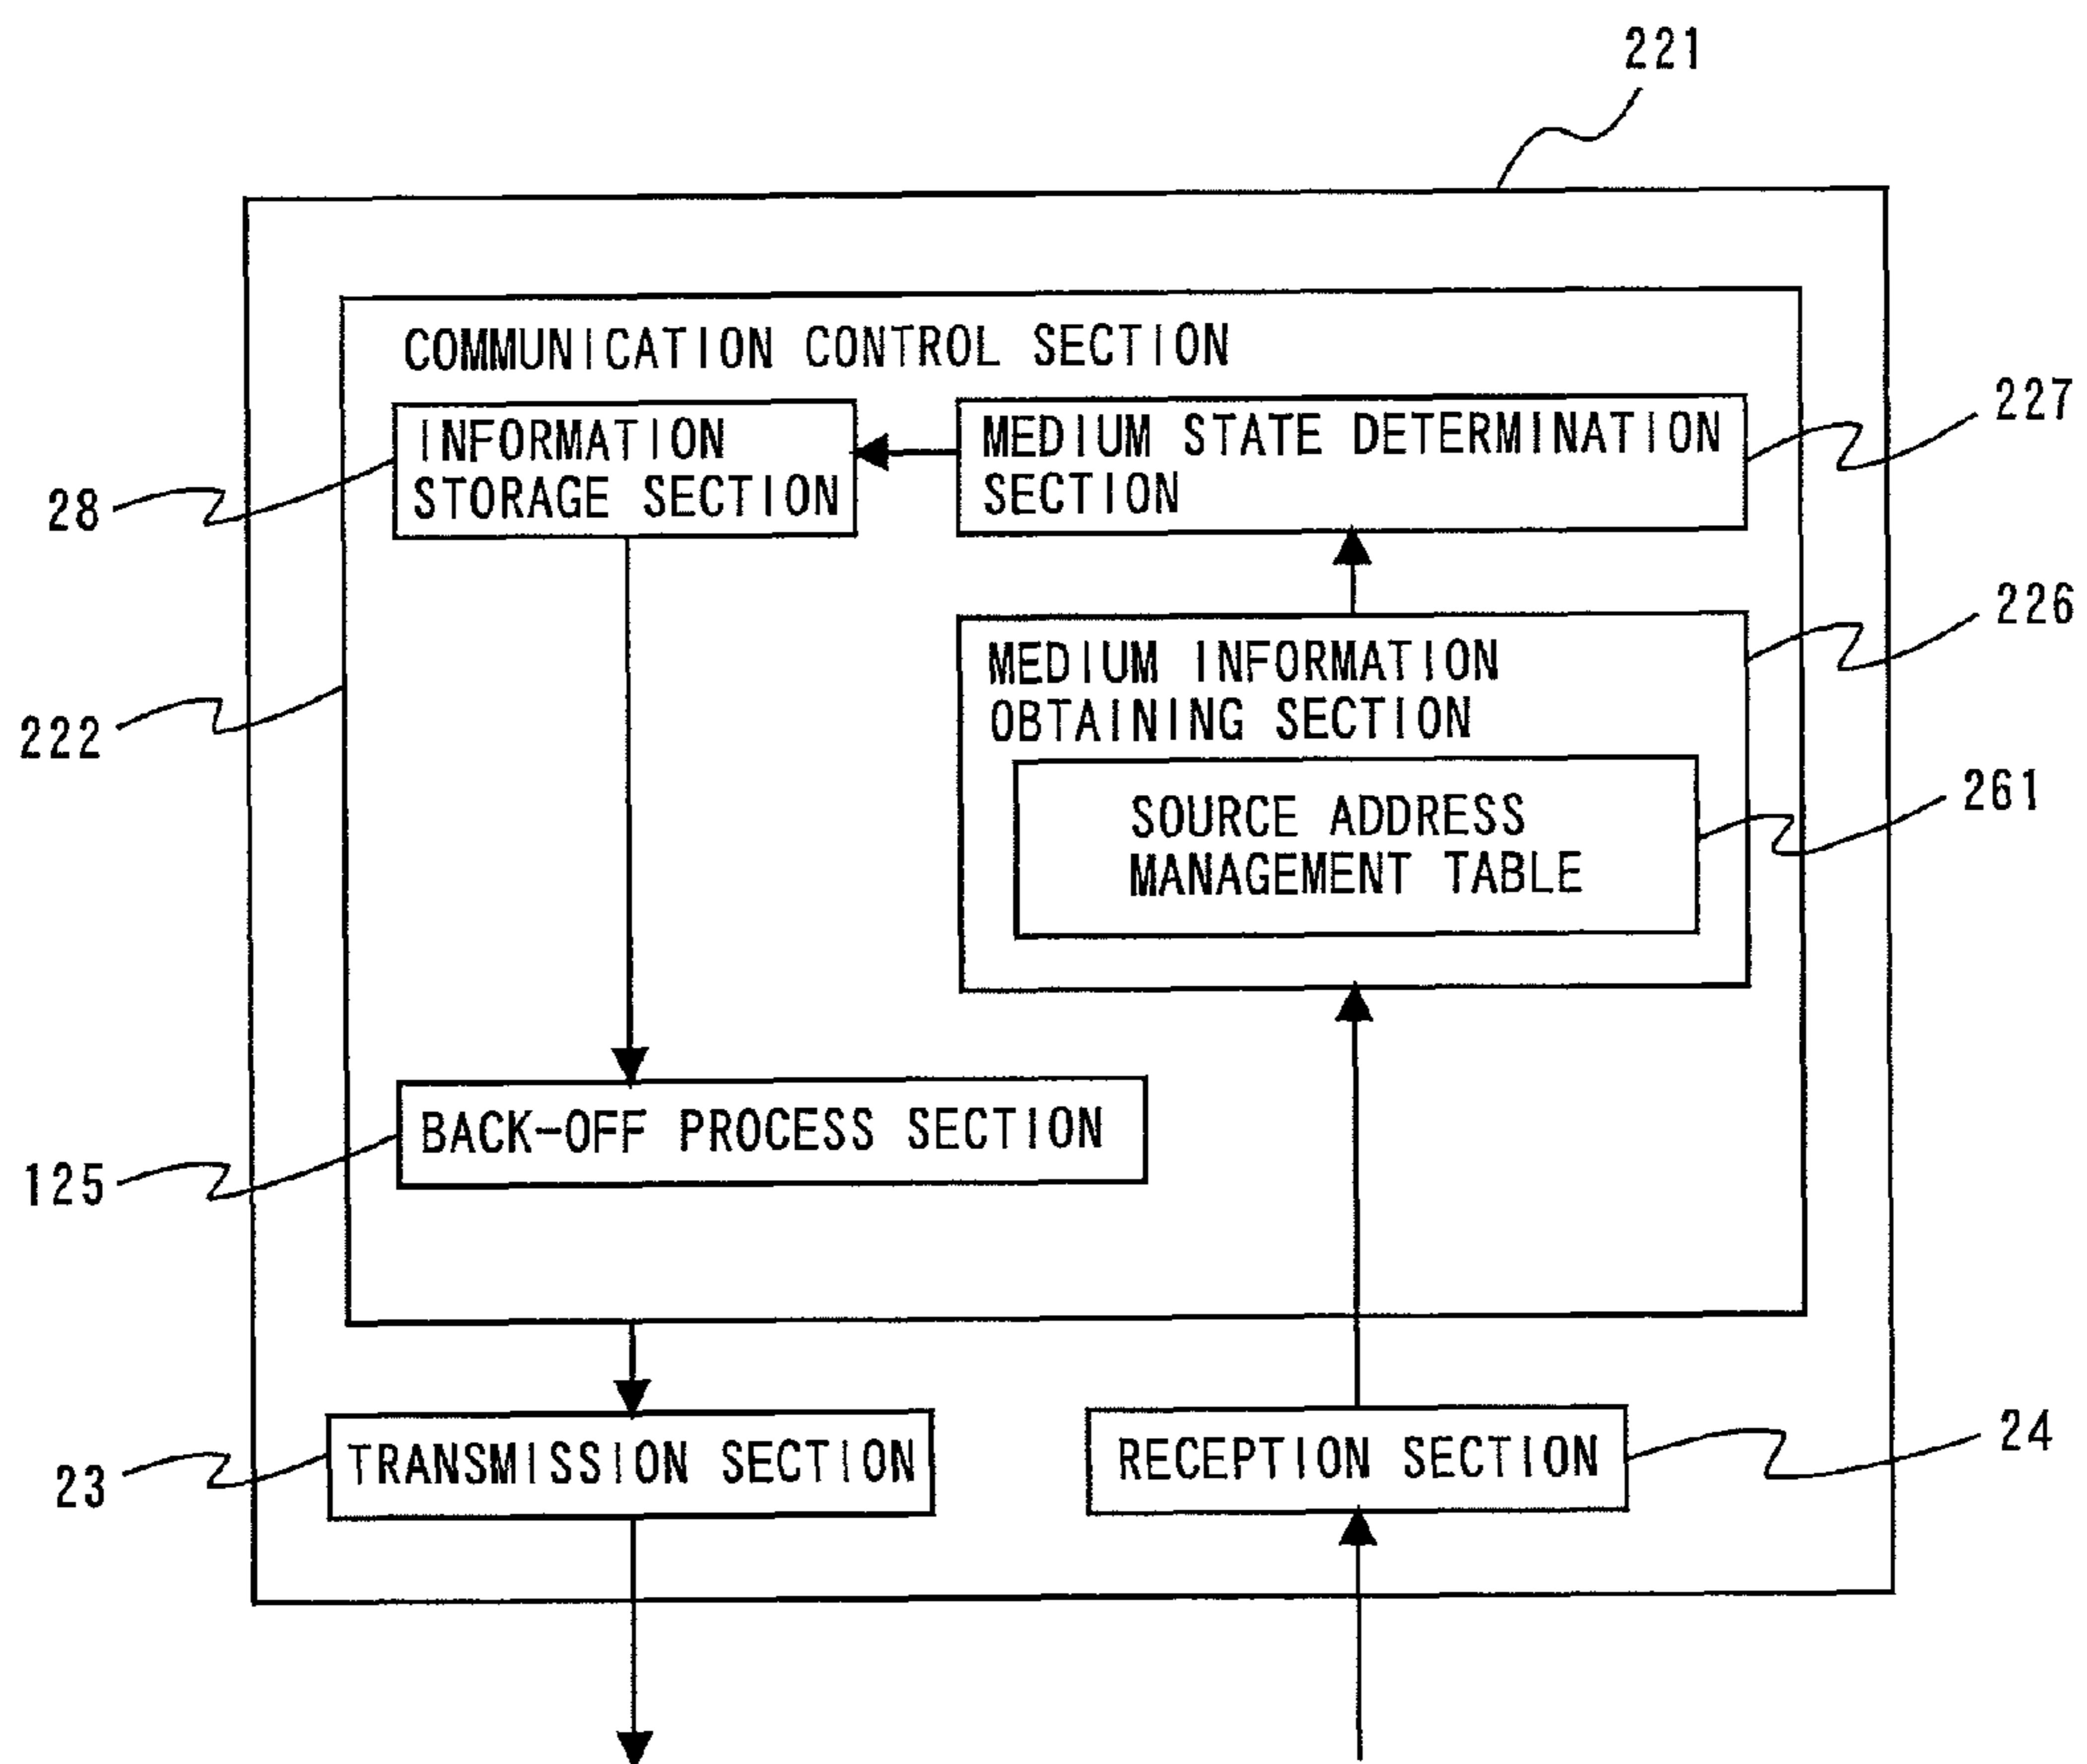 221
COMMUNICATION CONTROL SECTION
INFORMATION
STORAGE SECTION
MEDIUM STATE DETERMINATION
SECTION
227
28
226
MEDIUM INFORMATION
OBTAINING SECTION
222
261
SOURCE ADDRESS
MANAGEMENT TABLE
BACK-OFF PROCESS SECTION
125
TRANSMISSION SECTION
23
RECEPTION SECTION
24